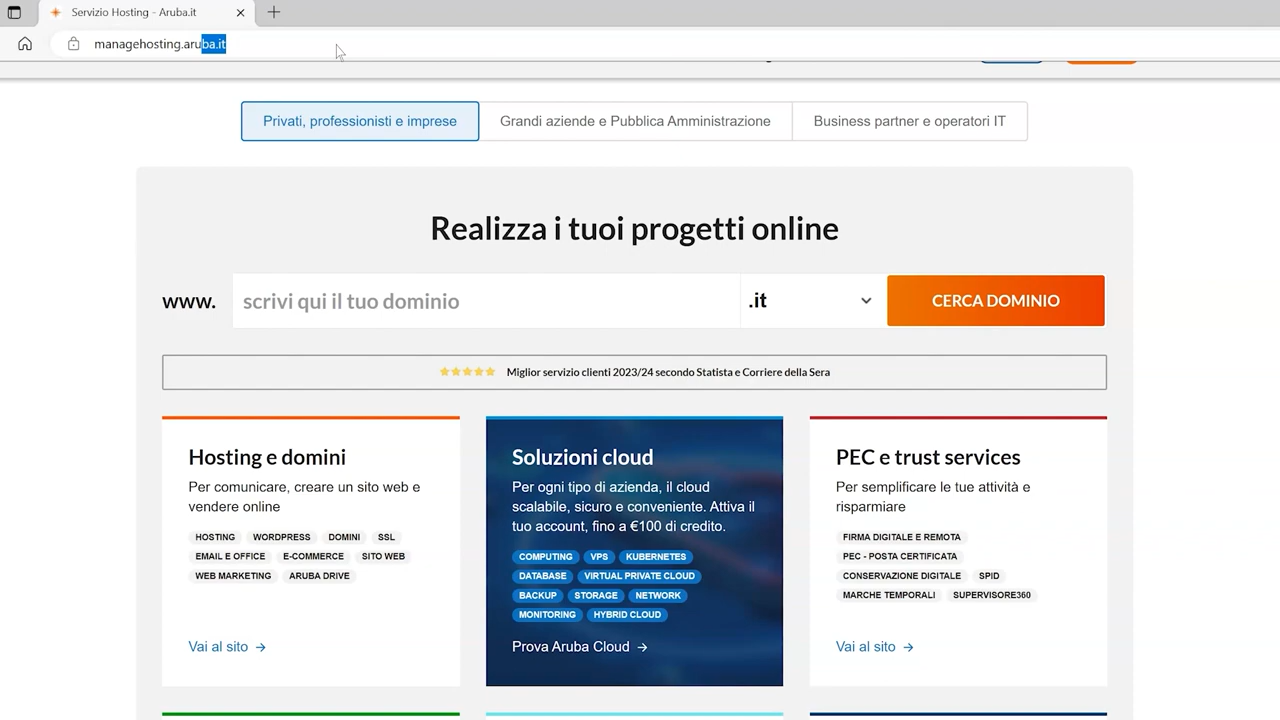 Servizio Hosting - Aruba.it
managehosting.aruba.it
Privati, professionisti e imprese
Grandi aziende e Pubblica Amministrazione
Business partner e operatori IT
Realizza i tuoi progetti online
www.
scrivi qui il tuo dominio
.it
CERCA DOMINIO
Miglior servizio clienti 2023/24 secondo Statista e Corriere della Sera
Hosting e domini
Per comunicare, creare un sito web e
vendere online
HOSTING WORDPRESS DOMINI SSL
EMAIL E OFFICE E-COMMERCE SITO WEB
WEB MARKETING ARUBA DRIVE
Vai al sito
Soluzioni cloud
Per ogni tipo di azienda, il cloud
scalabile, sicuro e conveniente. Attiva il
tuo account, fino a €100 di credito.
COMPUTING VPS KUBERNETES
DATABASE VIRTUAL PRIVATE CLOUD
BACKUP STORAGE NETWORK
MONITORING HYBRID CLOUD
Prova Aruba Cloud
PEC e trust services
Per semplificare le tue attività e
risparmiare
FIRMA DIGITALE E REMOTA
PEC - POSTA CERTIFICATA
CONSERVAZIONE DIGITALE SPID
MARCHE TEMPORALI SUPERVISORE360
Vai al sito